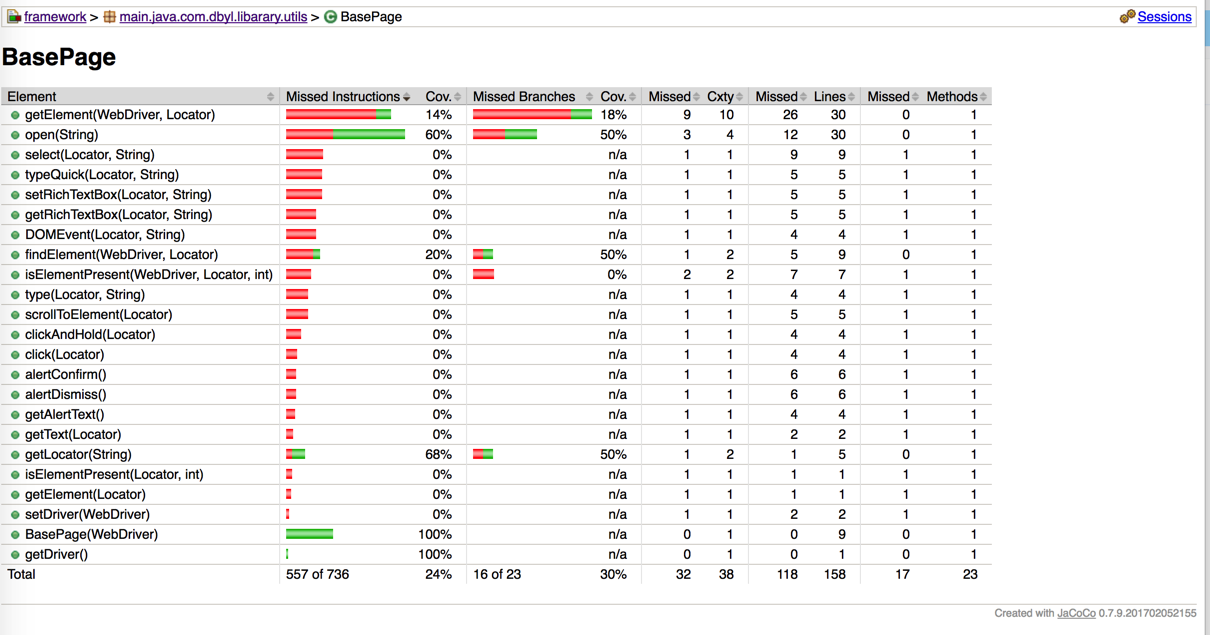 framework > main.java.com.dbyl.libarary.utils > BasePage Sessions
BasePage
Element Missed Instructions Cov. Missed Branches Cov. Missed Cxty Missed Lines Missed Methods
getElement(WebDriver, Locator) 14% 18% 9 10 26 30 0 1
open(String) 60% 50% 3 4 12 30 0 1
select(Locator, String) 0% n/a 1 1 9 9 1 1
typeQuick(Locator, String) 0% n/a 1 1 5 5 1 1
setRichTextBox(Locator, String) 0% n/a 1 1 5 5 1 1
getRichTextBox(Locator, String) 0% n/a 1 1 5 5 1 1
DOMEvent(Locator, String) 0% n/a 1 1 4 4 1 1
findElement(WebDriver, Locator) 20% 50% 1 2 5 9 0 1
isElementPresent(WebDriver, Locator, int) 0% 0% 2 2 7 7 1 1
type(Locator, String) 0% n/a 1 1 4 4 1 1
scrollToElement(Locator) 0% n/a 1 1 5 5 1 1
clickAndHold(Locator) 0% n/a 1 1 4 4 1 1
click(Locator) 0% n/a 1 1 4 4 1 1
alertConfirm() 0% n/a 1 1 6 6 1 1
alertDismiss() 0% n/a 1 1 6 6 1 1
getAlertText() 0% n/a 1 1 4 4 1 1
getText(Locator) 0% n/a 1 1 2 2 1 1
getLocator(String) 68% 50% 1 2 1 5 0 1
isElementPresent(Locator, int) 0% n/a 1 1 1 1 1 1
getElement(Locator) 0% n/a 1 1 1 1 1 1
setDriver(WebDriver) 0% n/a 1 1 2 2 1 1
BasePage(WebDriver) 100% n/a 0 1 0 9 0 1
getDriver() 100% n/a 0 1 0 1 0 1
Total 557 of 736 24% 16 of 23 30% 32 38 118 158 17 23
Created with JaCoCo 0.7.9.201702052155